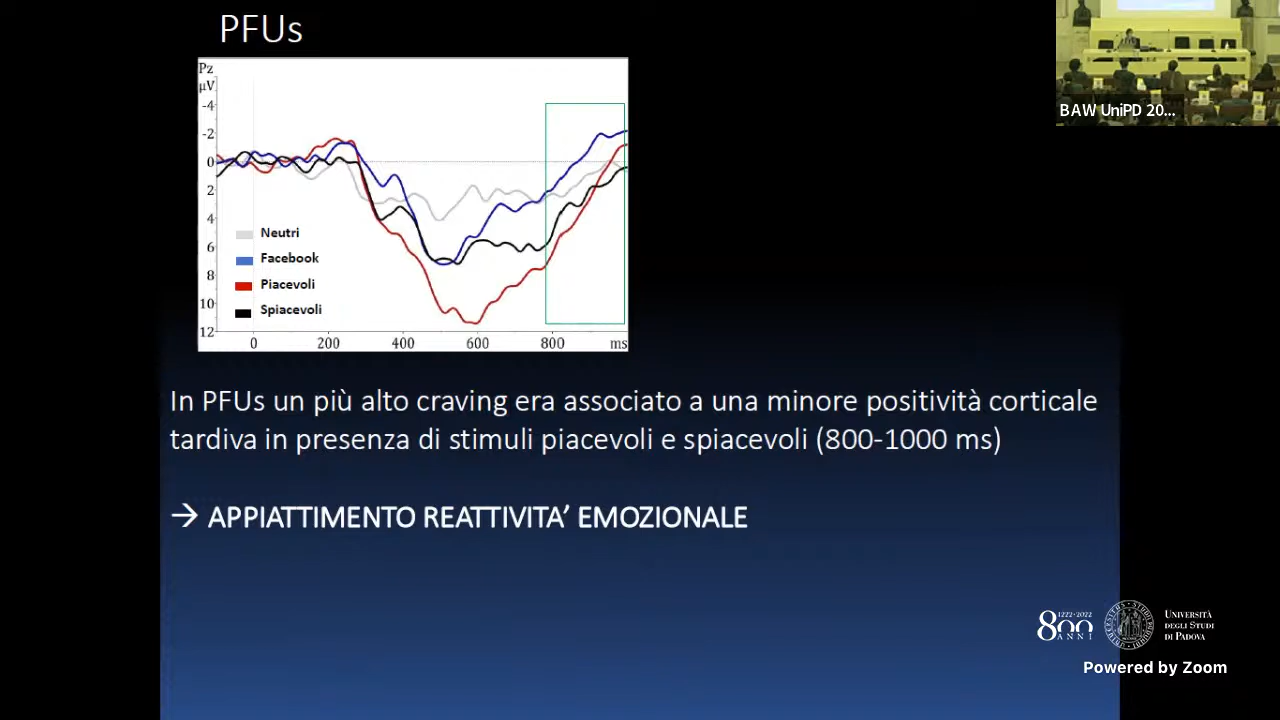 PFUs
Pz
µV
-4
-2
0
2
4
6
8
10
12
Neutri
Facebook
Piacevoli
Spiacevoli
0 200 400 600 800 ms
BAW UniPD 20...
In PFUs un più alto craving era associato a una minore positività corticale
tardiva in presenza di stimuli piacevoli e spiacevoli (800-1000 ms)
→ APPIATTIMENTO REATTIVITA’ EMOZIONALE
1222·2022
800
ANNI
UNIVERSITÀ
DEGLI STUDI
DI PADOVA
Powered by Zoom